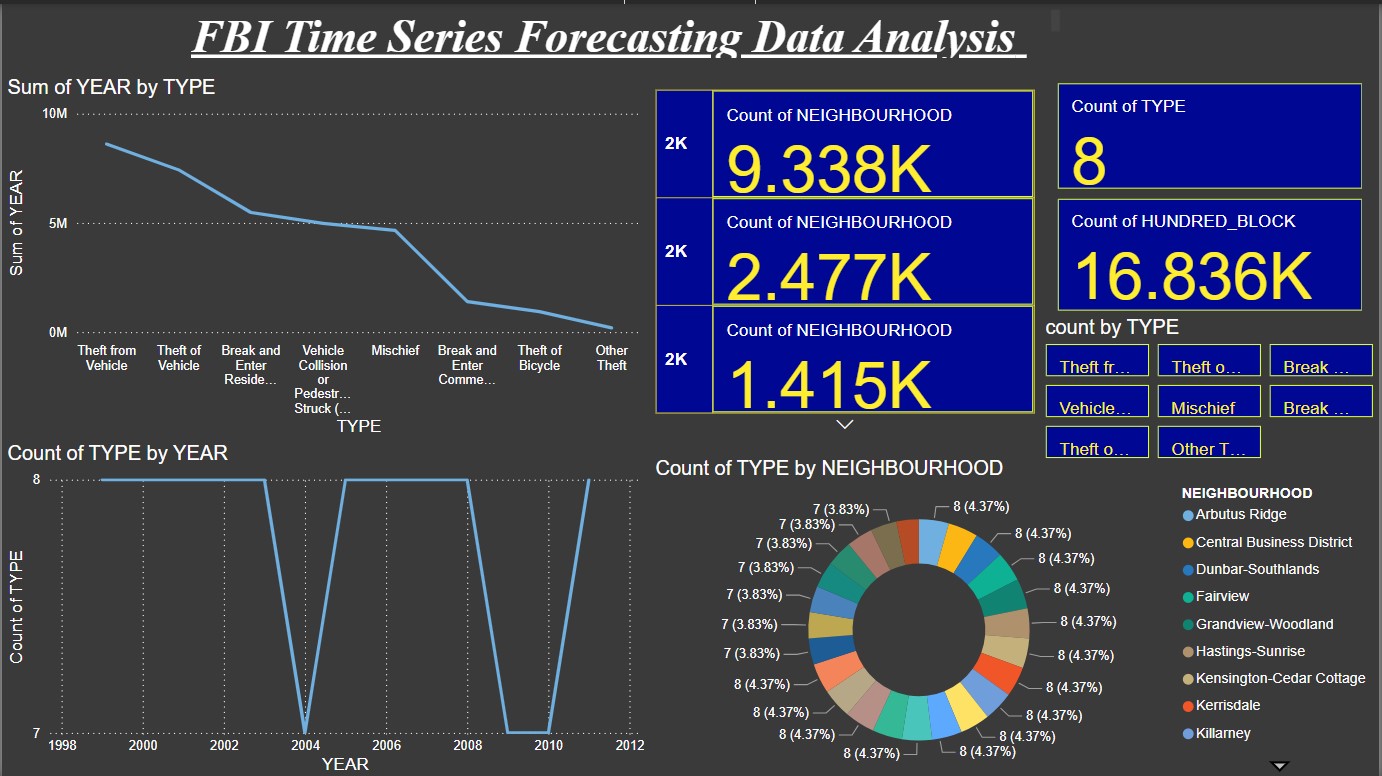 FBI Time Series Forecasting Data Analysis
Sum of YEAR by TYPE
10M
5M
0M
Sum of YEAR
Theft from
Vehicle
Theft of
Vehicle
Break and
Enter
Reside...
Vehicle
Collision
or
Pedestr...
Struck (...
Mischief
Break and
Enter
Comme...
Theft of
Bicycle
Other
Theft
TYPE
2K
Count of NEIGHBOURHOOD
9.338K
2K
Count of NEIGHBOURHOOD
2.477K
2K
Count of NEIGHBOURHOOD
1.415K
Count of TYPE
8
Count of HUNDRED_BLOCK
16.836K
count by TYPE
Theft fr...
Theft o...
Break ...
Vehicle...
Mischief
Break ...
Theft o...
Other T...
Count of TYPE by YEAR
8
7
Count of TYPE
1998
2000
2002
2004
2006
2008
2010
2012
YEAR
Count of TYPE by NEIGHBOURHOOD
8 (4.37%)
8 (4.37%)
8 (4.37%)
8 (4.37%)
8 (4.37%)
8 (4.37%)
8 (4.37%)
8 (4.37%)
8 (4.37%)
8 (4.37%)
8 (4.37%)
8 (4.37%)
8 (4.37%)
8 (4.37%)
7 (3.83%)
7 (3.83%)
7 (3.83%)
7 (3.83%)
7 (3.83%)
7 (3.83%)
7 (3.83%)
NEIGHBOURHOOD
Arbutus Ridge
Central Business District
Dunbar-Southlands
Fairview
Grandview-Woodland
Hastings-Sunrise
Kensington-Cedar Cottage
Kerrisdale
Killarney